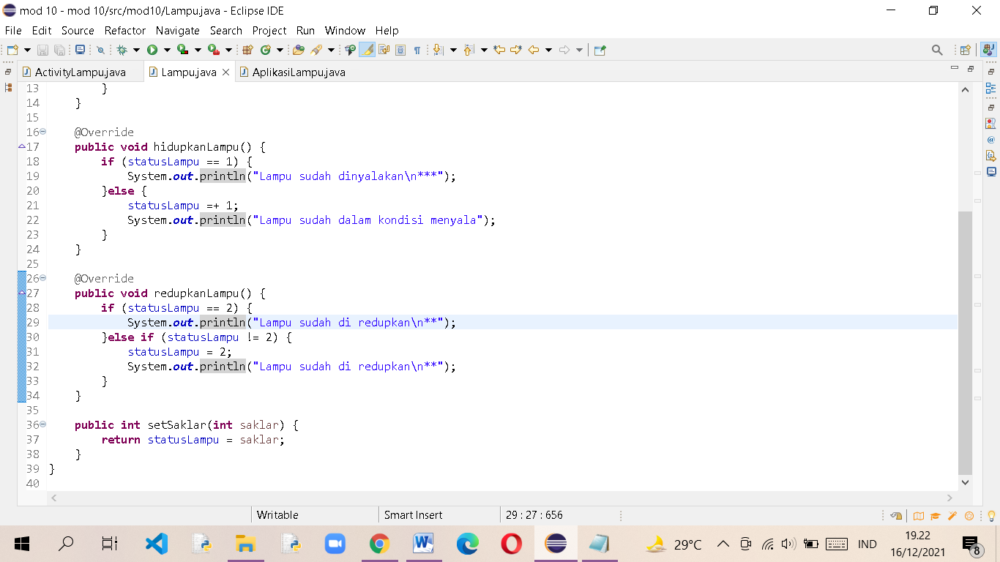 mod 10 - mod 10/src/mod10/Lampu.java - Eclipse IDE
File Edit Source Refactor Navigate Search Project Run Window Help
ActivityLampu.java Lampu.java AplikasiLampu.java
13         }
14     }
15
16     @Override
17     public void hidupkanLampu() {
18         if (statusLampu == 1) {
19             System.out.println("Lampu sudah dinyalakan\n***");
20         }else {
21             statusLampu =+ 1;
22             System.out.println("Lampu sudah dalam kondisi menyala");
23         }
24     }
25
26     @Override
27     public void redupkanLampu() {
28         if (statusLampu == 2) {
29             System.out.println("Lampu sudah di redupkan\n**");
30         }else if (statusLampu != 2) {
31             statusLampu = 2;
32             System.out.println("Lampu sudah di redupkan\n**");
33         }
34     }
35
36     public int setSaklar(int saklar) {
37         return statusLampu = saklar;
38     }
39 }
40
Writable Smart Insert 29 : 27 : 656
29°C IND 19.22
16/12/2021 8